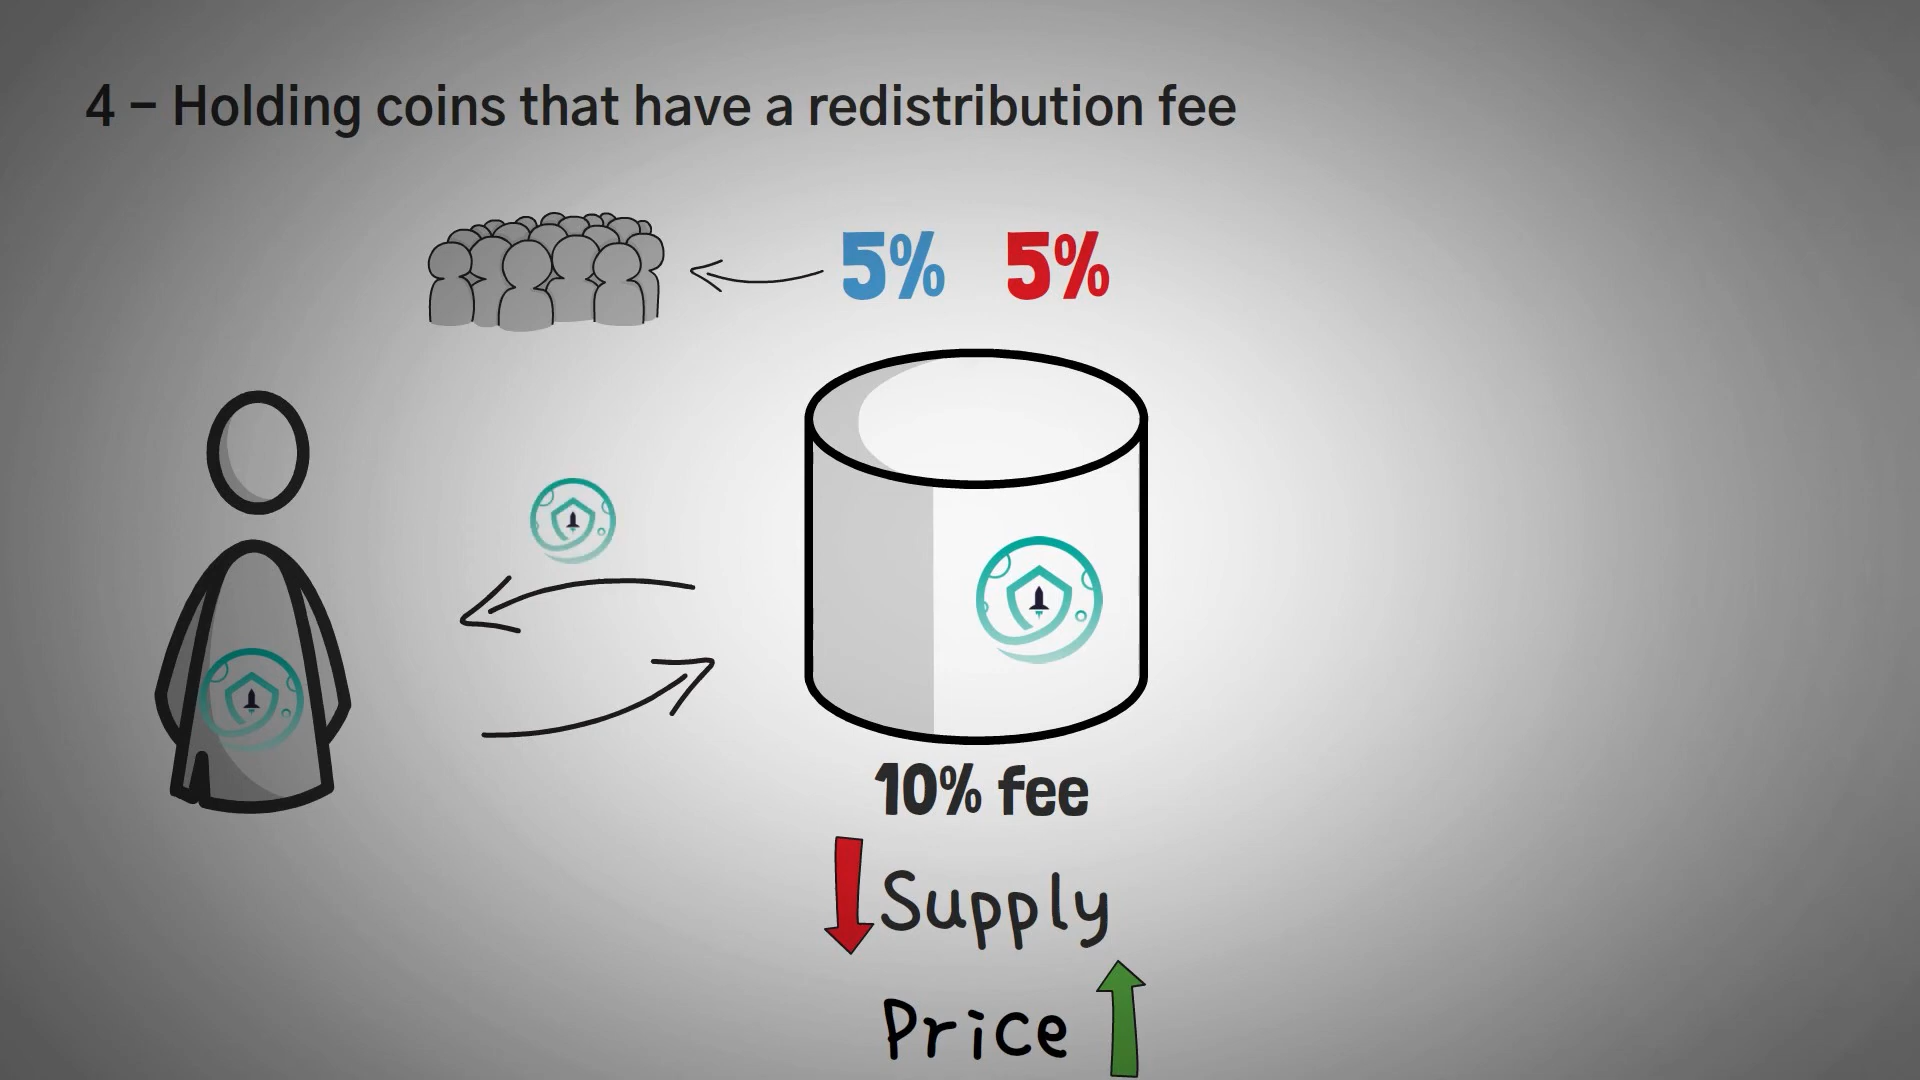 4 – Holding coins that have a redistribution fee
5% 5%
10% fee
Supply
Price